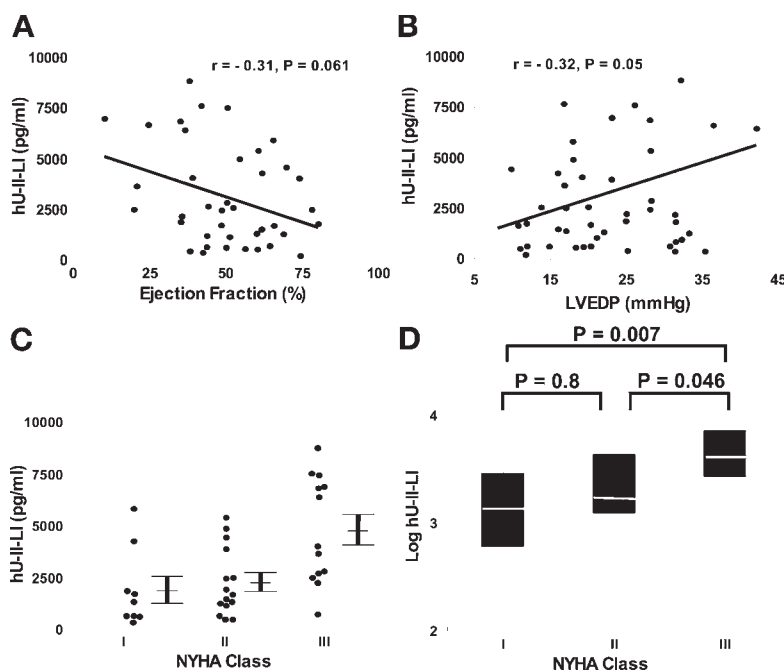 A
r = - 0.31, P = 0.061
hU-II-LI (pg/ml)
10000
7500
5000
2500
0
0
25
50
75
100
Ejection Fraction (%)
B
r = - 0.32, P = 0.05
hU-II-LI (pg/ml)
10000
7500
5000
2500
0
5
15
25
35
45
LVEDP (mmHg)
C
hU-II-LI (pg/ml)
10000
7500
5000
2500
0
I
II
III
NYHA Class
D
P = 0.007
P = 0.8
P = 0.046
Log hU-II-LI
4
3
2
I
II
III
NYHA Class